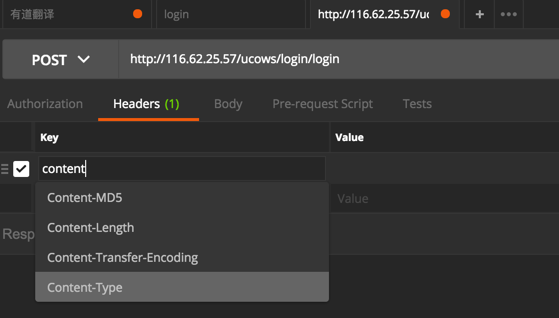 有道翻译 login http://116.62.25.57/uco
POST http://116.62.25.57/ucows/login/login
Authorization Headers (1) Body Pre-request Script Tests
Key Value
content
Content-MD5 Value
Content-Length
Resp
Content-Transfer-Encoding
Content-Type